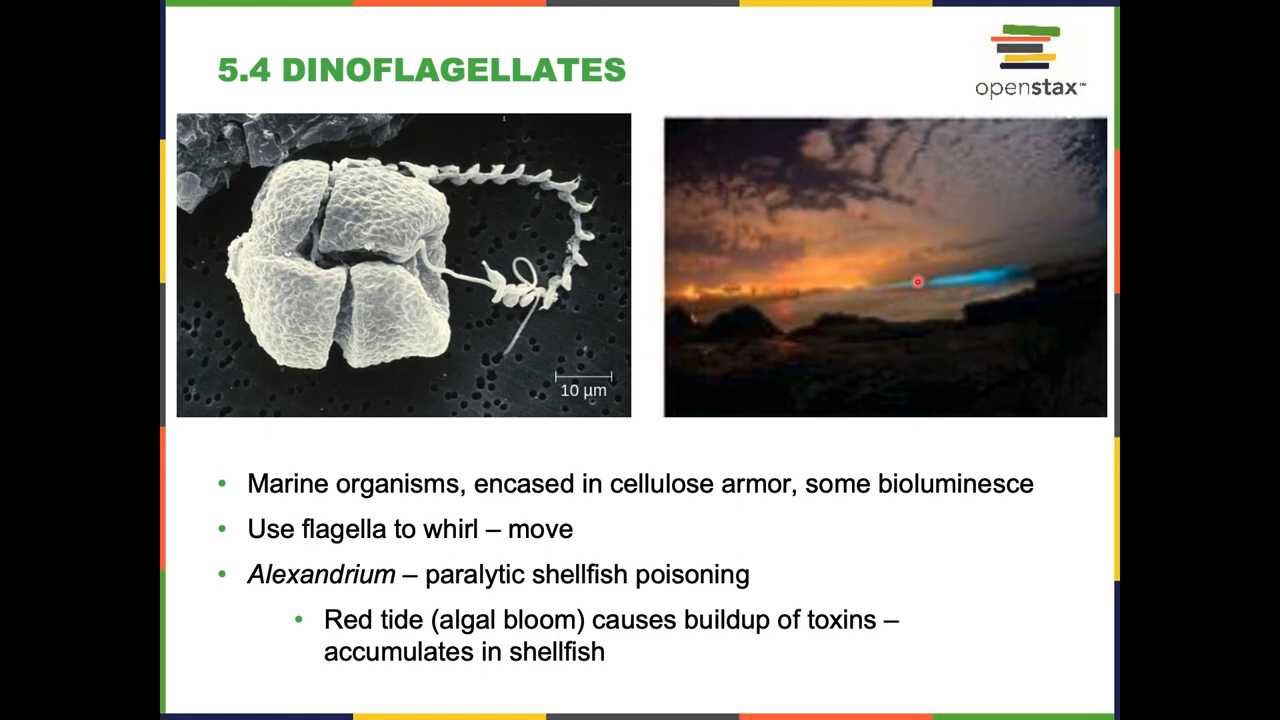 5.4 DINOFLAGELLATES
openstax™
10 µm
• Marine organisms, encased in cellulose armor, some bioluminesce
• Use flagella to whirl – move
• Alexandrium – paralytic shellfish poisoning
• Red tide (algal bloom) causes buildup of toxins –
accumulates in shellfish